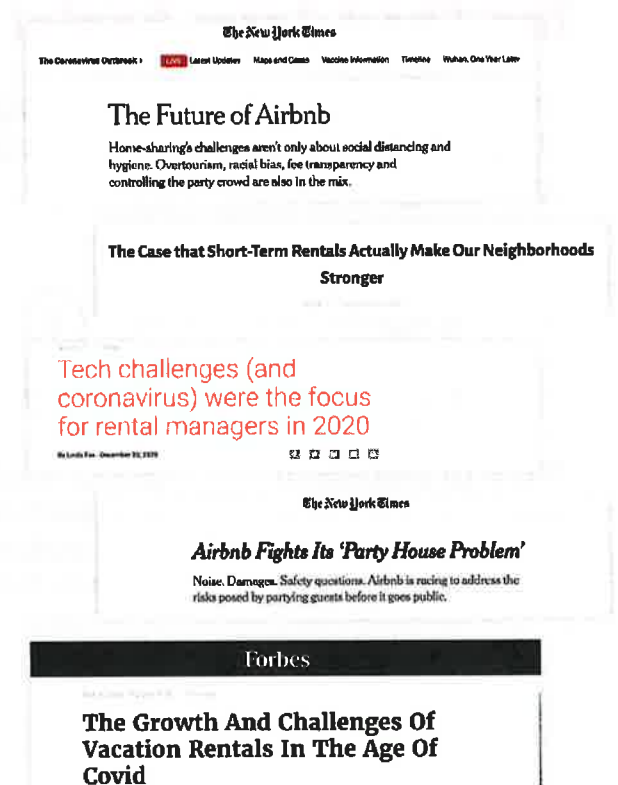 The New York Times
The Coronavirus Outbreak › LIVE Latest Updates Maps and Cases Vaccine Information Timeline Wuhan, One Year Later
The Future of Airbnb
Home-sharing's challenges aren't only about social distancing and
hygiene. Overtourism, racial bias, fee transparency and
controlling the party crowd are also in the mix.
The Case that Short-Term Rentals Actually Make Our Neighborhoods
Stronger
Tech challenges (and
coronavirus) were the focus
for rental managers in 2020
By Linda Fox - December 30, 2020
The New York Times
Airbnb Fights Its 'Party House Problem'
Noise. Damages. Safety questions. Airbnb is racing to address the
risks posed by partying guests before it goes public.
Forbes
The Growth And Challenges Of
Vacation Rentals In The Age Of
Covid